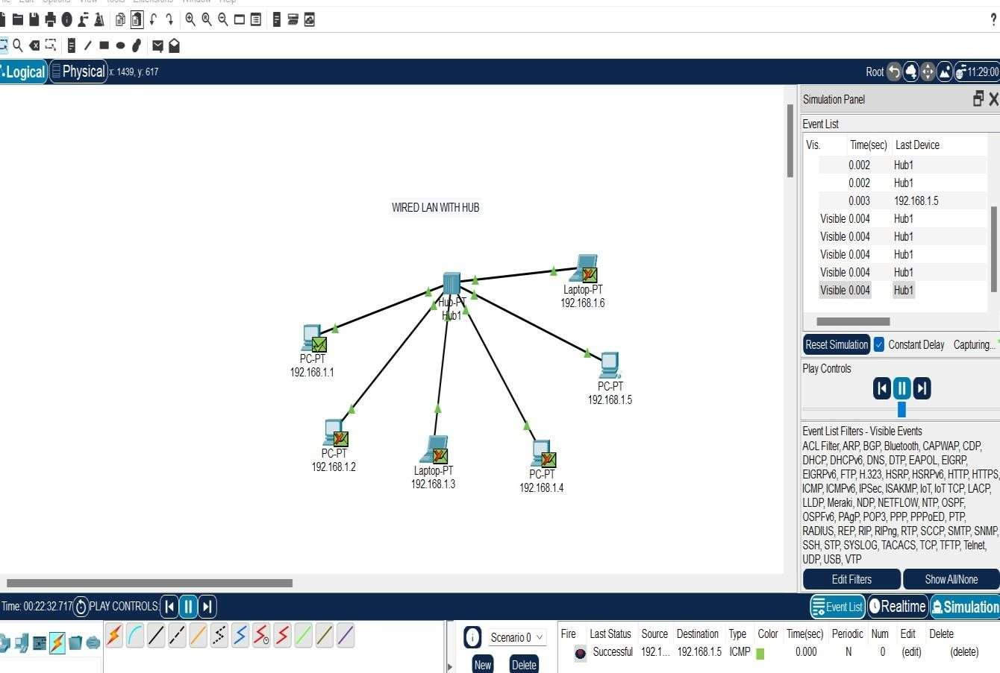 File Edit Options View Tools Extensions Window Help
?
Logical Physical x: 1439, y: 617
Root 11:29:00
Simulation Panel
Event List
Vis. Time(sec) Last Device
0.002 Hub1
0.002 Hub1
0.003 192.168.1.5
Visible 0.004 Hub1
Visible 0.004 Hub1
Visible 0.004 Hub1
Visible 0.004 Hub1
Visible 0.004 Hub1
Reset Simulation Constant Delay Capturing...
Play Controls
Event List Filters - Visible Events
ACL Filter, ARP, BGP, Bluetooth, CAPWAP, CDP,
DHCP, DHCPv6, DNS, DTP, EAPOL, EIGRP,
EIGRPv6, FTP, H.323, HSRP, HSRPv6, HTTP, HTTPS,
ICMP, ICMPv6, IPSec, ISAKMP, IoT, IoT TCP, LACP,
LLDP, Meraki, NDP, NETFLOW, NTP, OSPF,
OSPFv6, PAgP, POP3, PPP, PPPoED, PTP,
RADIUS, REP, RIP, RIPng, RTP, SCCP, SMTP, SNMP,
SSH, STP, SYSLOG, TACACS, TCP, TFTP, Telnet,
UDP, USB, VTP
Edit Filters Show All/None
WIRED LAN WITH HUB
Hub-PT
Hub1
Laptop-PT
192.168.1.6
PC-PT
192.168.1.1
PC-PT
192.168.1.5
PC-PT
192.168.1.2
Laptop-PT
192.168.1.3
PC-PT
192.168.1.4
Time: 00:22:32.717 PLAY CONTROLS:
Event List Realtime Simulation
Scenario 0
New Delete
Fire Last Status Source Destination Type Color Time(sec) Periodic Num Edit Delete
Successful 192.1... 192.168.1.5 ICMP 0.000 N 0 (edit) (delete)